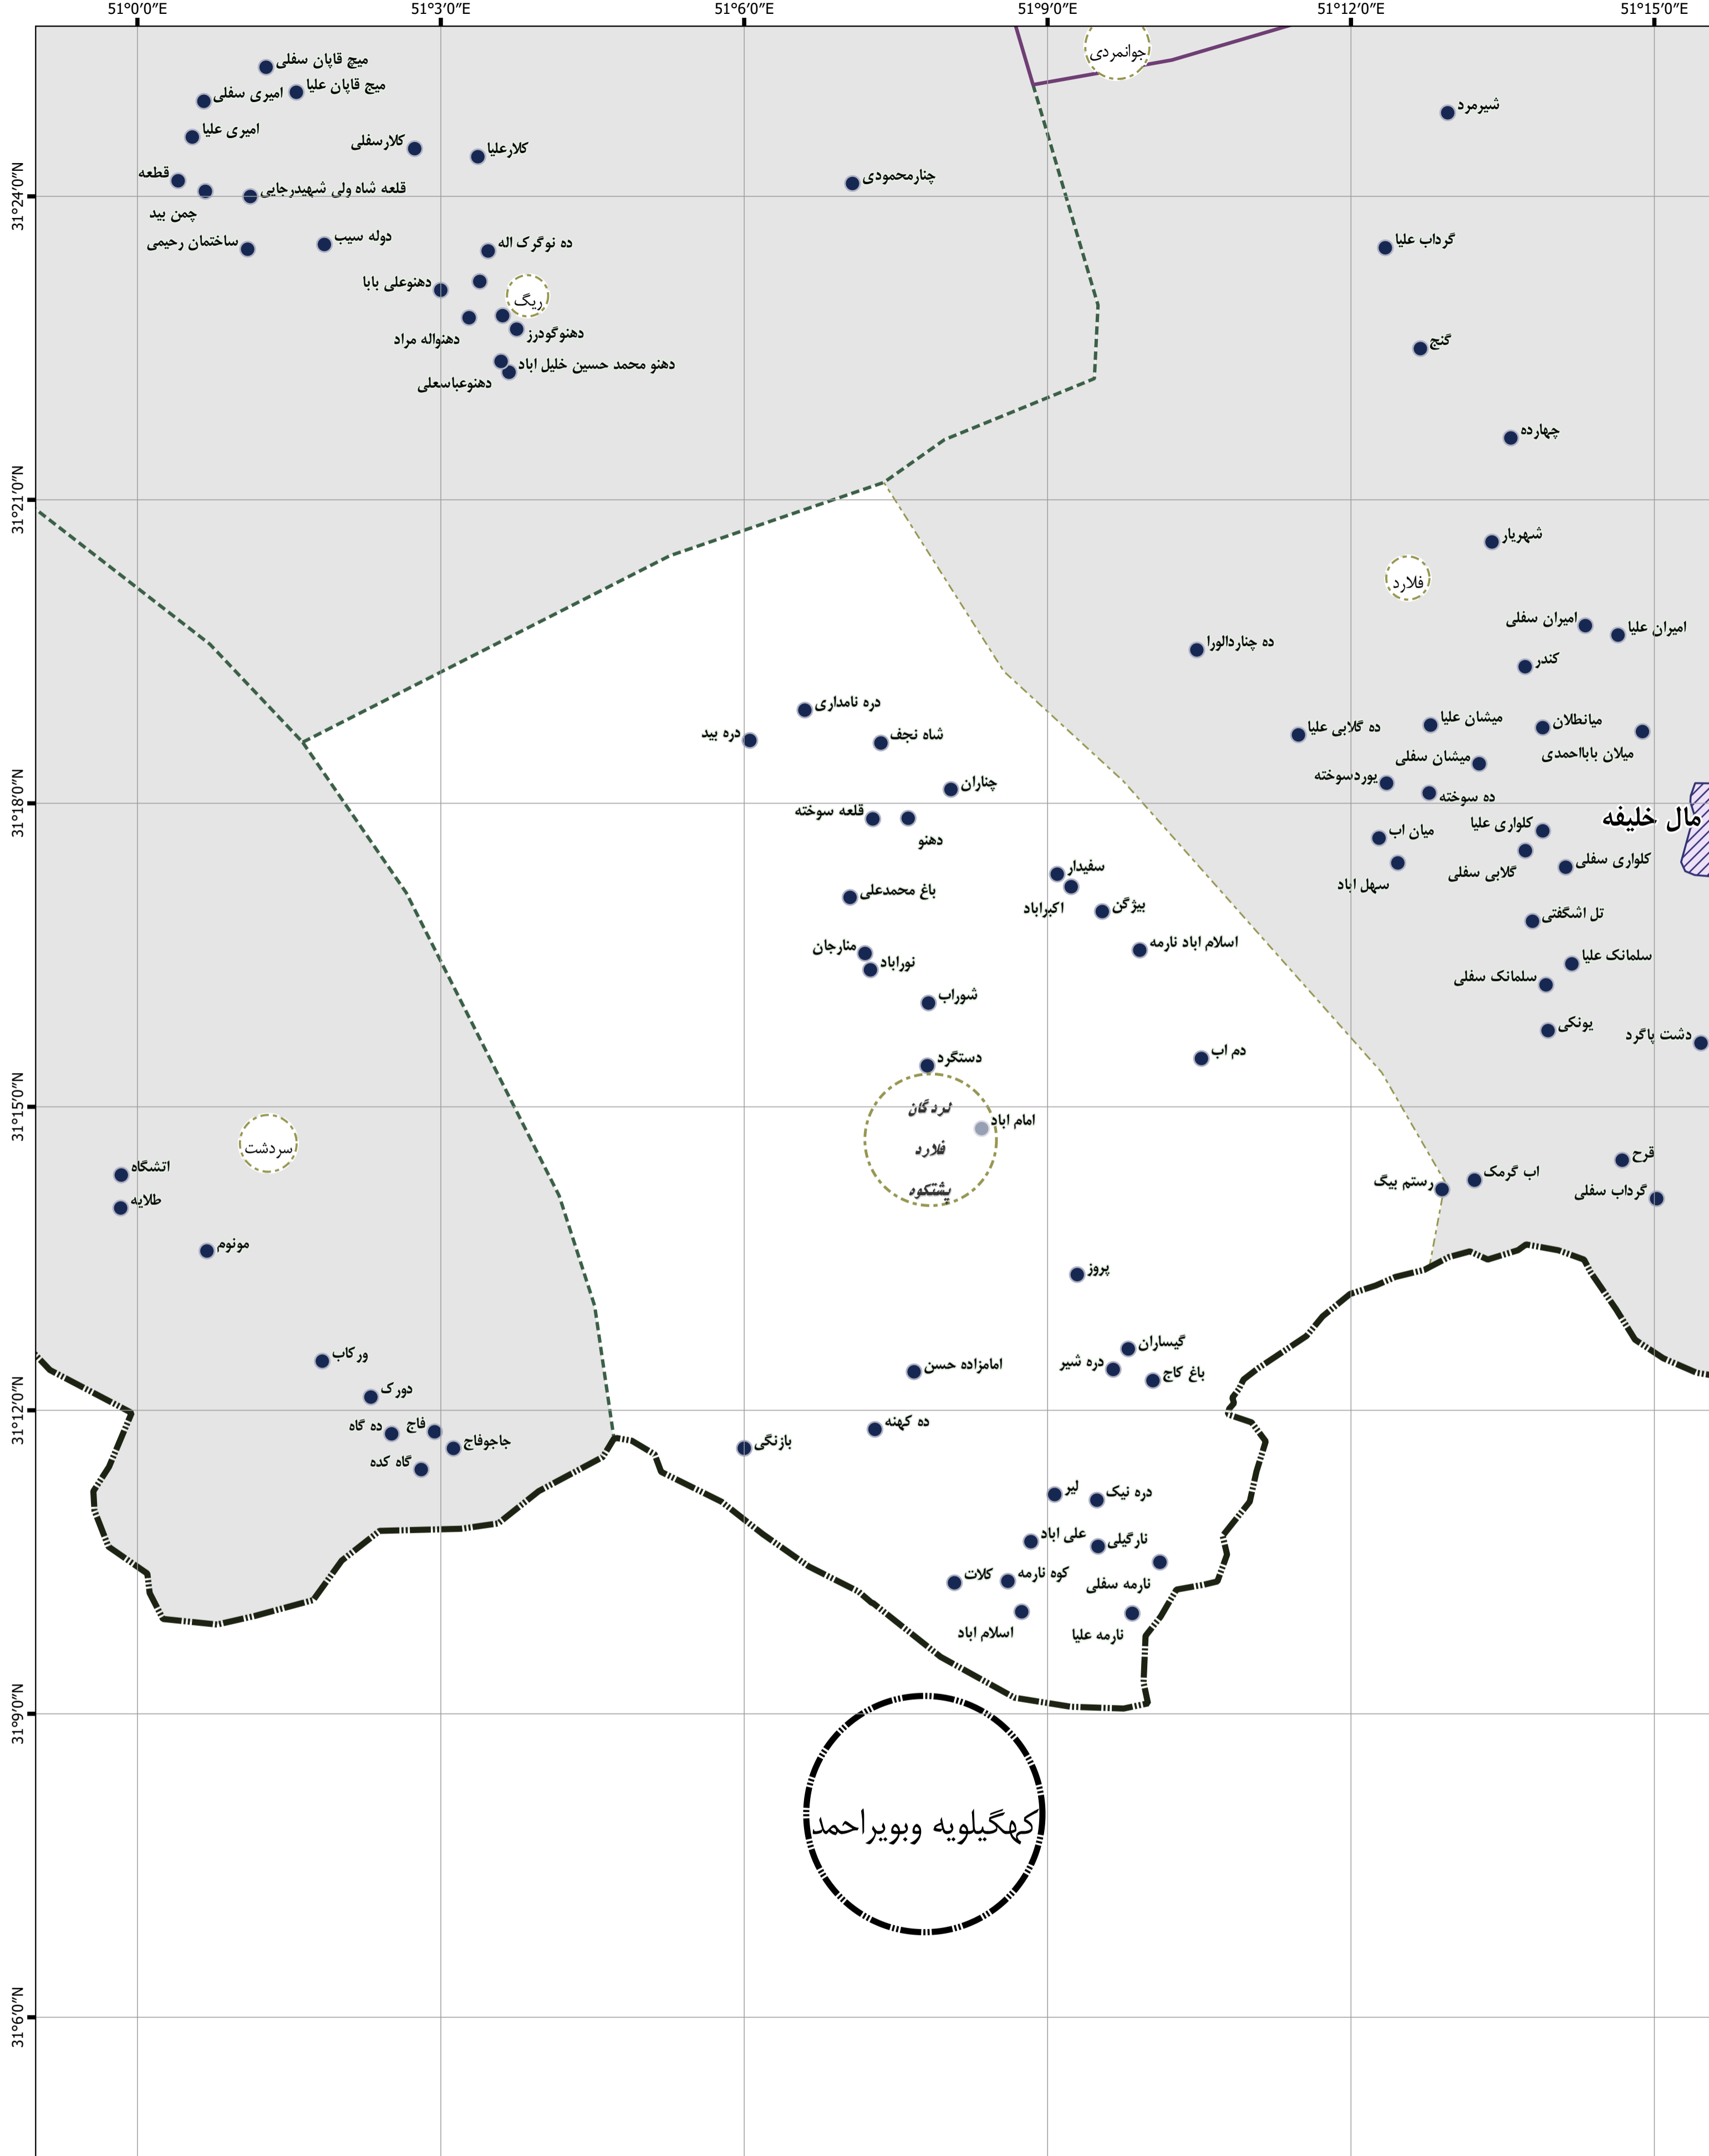 51°0′0″E
51°3′0″E
51°6′0″E
51°9′0″E
51°12′0″E
51°15′0″E
جوانمردی
میچ قاپان سفلی
میچ قاپان علیا
امیری سفلی
شیرمرد
امیری علیا
کلارسفلی
کلارعلیا
قطعه
چنارمحمودی
قلعه شاه ولی شهیدرجایی
31°24′0″N
چمن بید
دوله سیب
ساختمان رحیمی
ده نوگرک اله
گرداب علیا
دهنوعلی بابا
ریگ
دهنوگودرز
دهنواله مراد
گنج
دهنو محمد حسین خلیل اباد
دهنوعباسعلی
چهارده
31°21′0″N
شهریار
فلارد
امیران سفلی
امیران علیا
ده چناردالورا
کندر
دره نامداری
دره بید
شاه نجف
ده گلابی علیا
میشان علیا
میانطلان
میلان بابااحمدی
میشان سفلی
یوردسوخته
چناران
ده سوخته
31°18′0″N
مال خلیفه
قلعه سوخته
دهنو
کلواری علیا
میان اب
کلواری سفلی
گلابی سفلی
سفیدار
سهل اباد
باغ محمدعلی
اکبراباد
بیژگن
تل اشگفتی
منارجان
اسلام اباد نارمه
نوراباد
سلمانک علیا
سلمانک سفلی
شوراب
یونکی
دشت پاگرد
دستگرد
دم اب
31°15′0″N
لردگان
امام اباد
فلارد
سردشت
پشتکوه
قرح
اتشگاه
اب گرمک
رستم بیگ
گرداب سفلی
طلایه
مونوم
پروز
گیساران
ورکاب
امامزاده حسن
دره شیر
باغ کاج
دورک
31°12′0″N
ده گاه
فاج
جاجوفاج
ده کهنه
بازنگی
گاه کده
لیر
دره نیک
علی اباد
نارگیلی
کلات
کوه نارمه
نارمه سفلی
اسلام اباد
نارمه علیا
31°9′0″N
کهگیلویه وبویراحمد
31°6′0″N